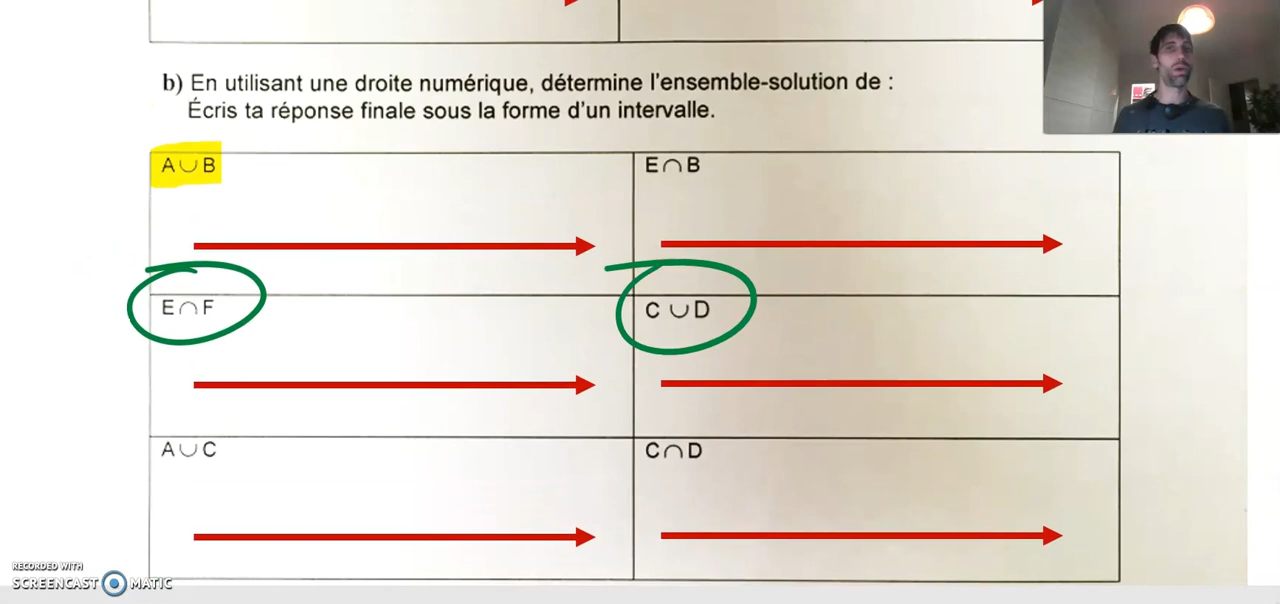 b) En utilisant une droite numérique, détermine l'ensemble-solution de :
Écris ta réponse finale sous la forme d'un intervalle.
A∪B
E∩B
E∩F
C∪D
A∪C
C∩D
RECORDED WITH
SCREENCAST MATIC